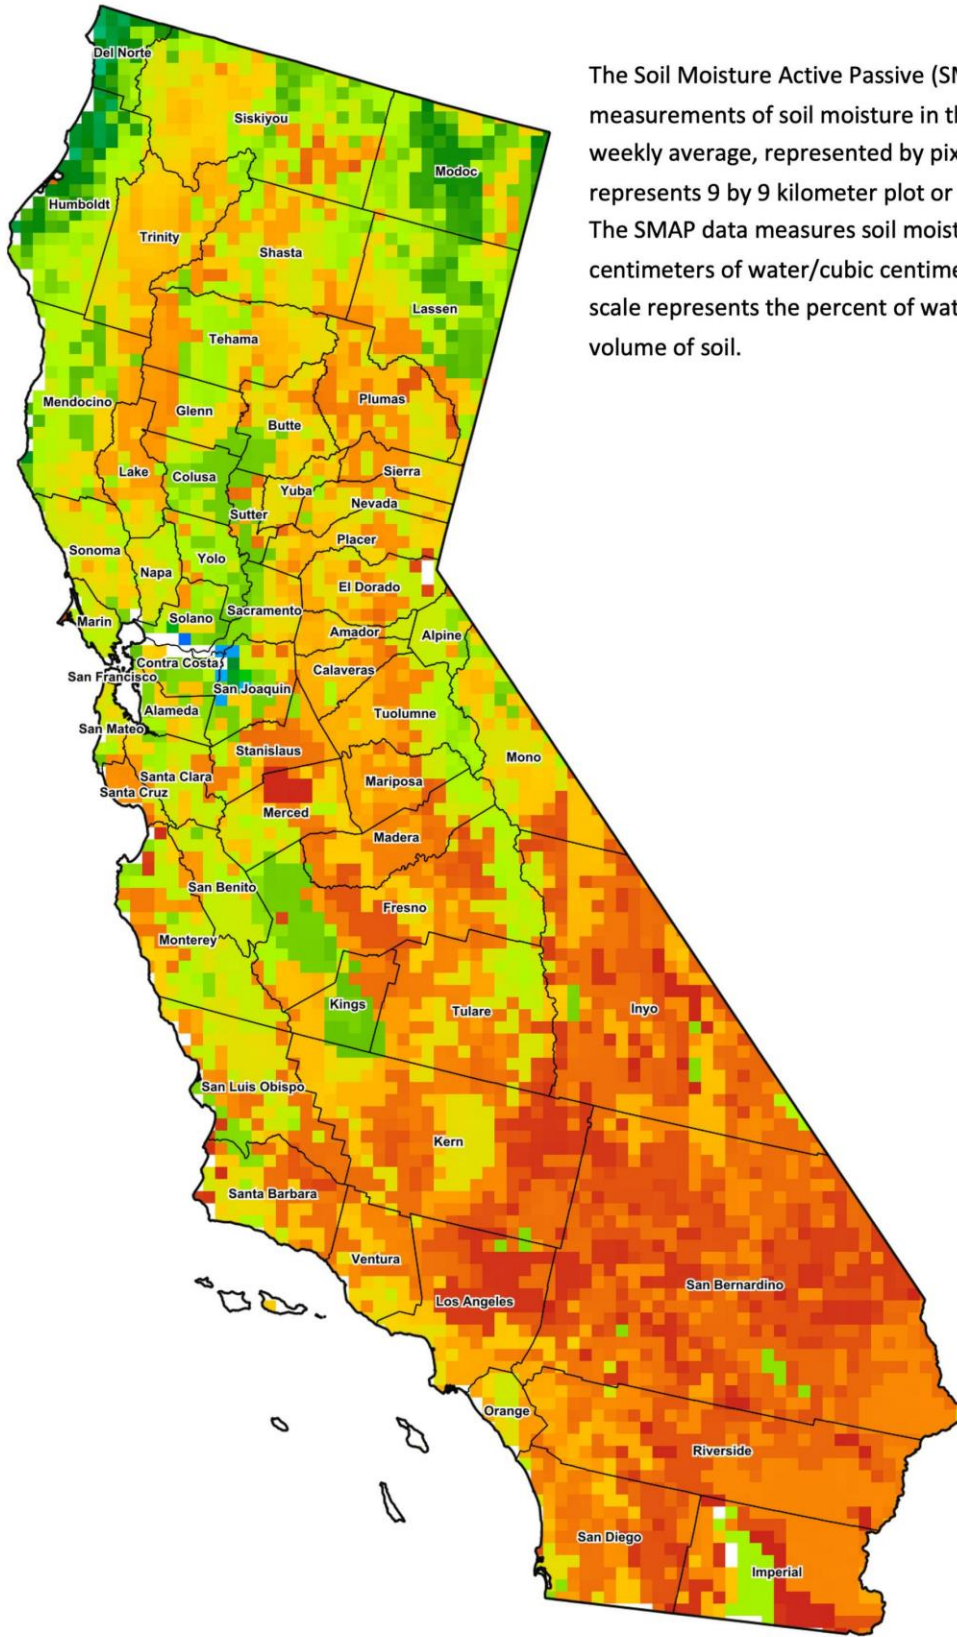 The Soil Moisture Active Passive (SM
measurements of soil moisture in th
weekly average, represented by pix
represents 9 by 9 kilometer plot or
The SMAP data measures soil moist
centimeters of water/cubic centime
scale represents the percent of wat
volume of soil.
Del Norte
Siskiyou
Modoc
Humboldt
Trinity
Shasta
Lassen
Tehama
Mendocino
Glenn
Plumas
Butte
Lake
Colusa
Sierra
Yuba
Nevada
Sutter
Placer
Sonoma
Yolo
Napa
El Dorado
Sacramento
Marin
Solano
Amador
Alpine
Contra Costa
Calaveras
San Francisco
San Joaquin
Alameda
Tuolumne
San Mateo
Stanislaus
Mono
Santa Clara
Mariposa
Santa Cruz
Merced
Madera
San Benito
Fresno
Monterey
Kings
Tulare
Inyo
San Luis Obispo
Kern
Santa Barbara
Ventura
San Bernardino
Los Angeles
Orange
Riverside
San Diego
Imperial